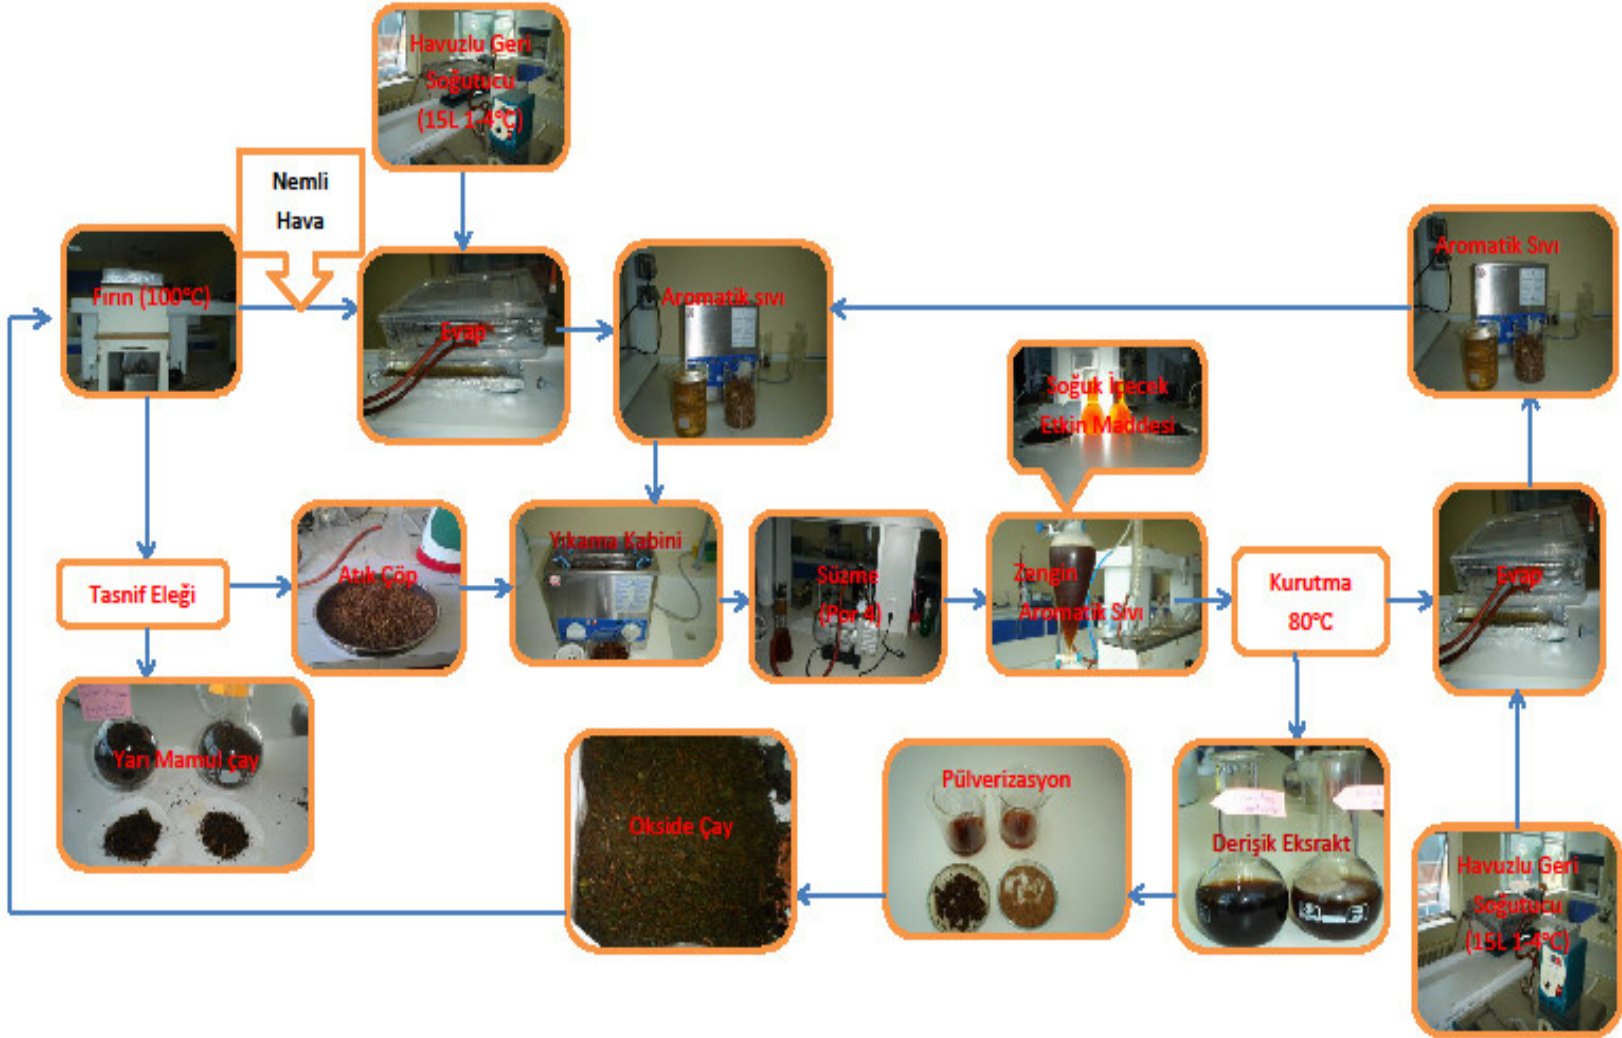 Havuzlu Geri
Soğutucu
(15L 1-4°C)
Nemli
Hava
Fırın (100°C)
Evap
Aromatik sıvı
Aromatik Sıvı
Soğuk İçecek
Etkin Maddesi
Tasnif Eleği
Atık Çöp
Yıkama Kabini
Süzme
(Por 4)
Zengin
Aromatik Sıvı
Kurutma
80°C
Evap
Yarı Mamul çay
Okside Çay
Pülverizasyon
Derişik Eksrakt
Havuzlu Geri
Soğutucu
(15L 1-4°C)